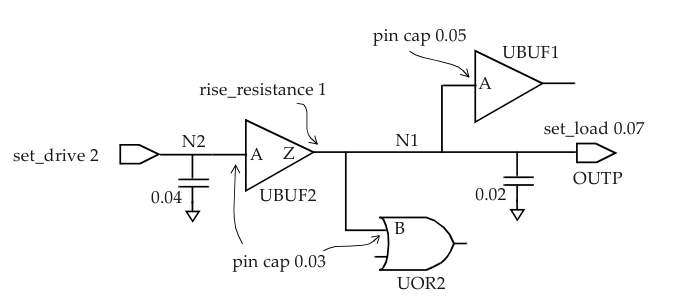 pin cap 0.05
UBUF1
A
rise_resistance 1
set_load 0.07
N2
N1
set_drive 2
A
Z
0.04
UBUF2
0.02
OUTP
B
pin cap 0.03
UOR2